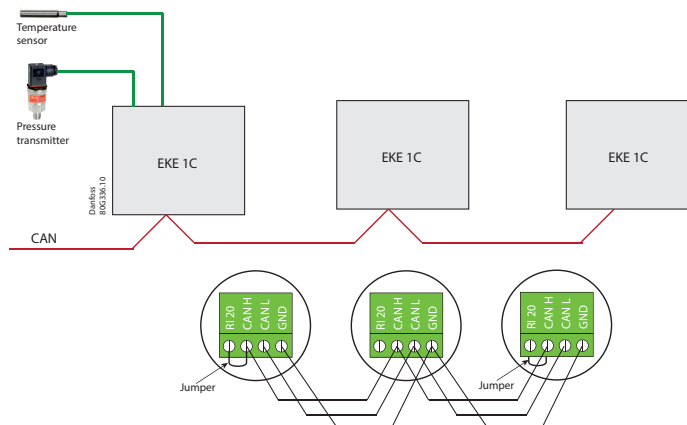 Temperature
sensor
Pressure
transmitter
EKE 1C
EKE 1C
EKE 1C
Danfoss
80G336.10
CAN
RI 20
CAN H
CAN L
GND
RI 20
CAN H
CAN L
GND
RI 20
CAN H
CAN L
GND
Jumper
Jumper